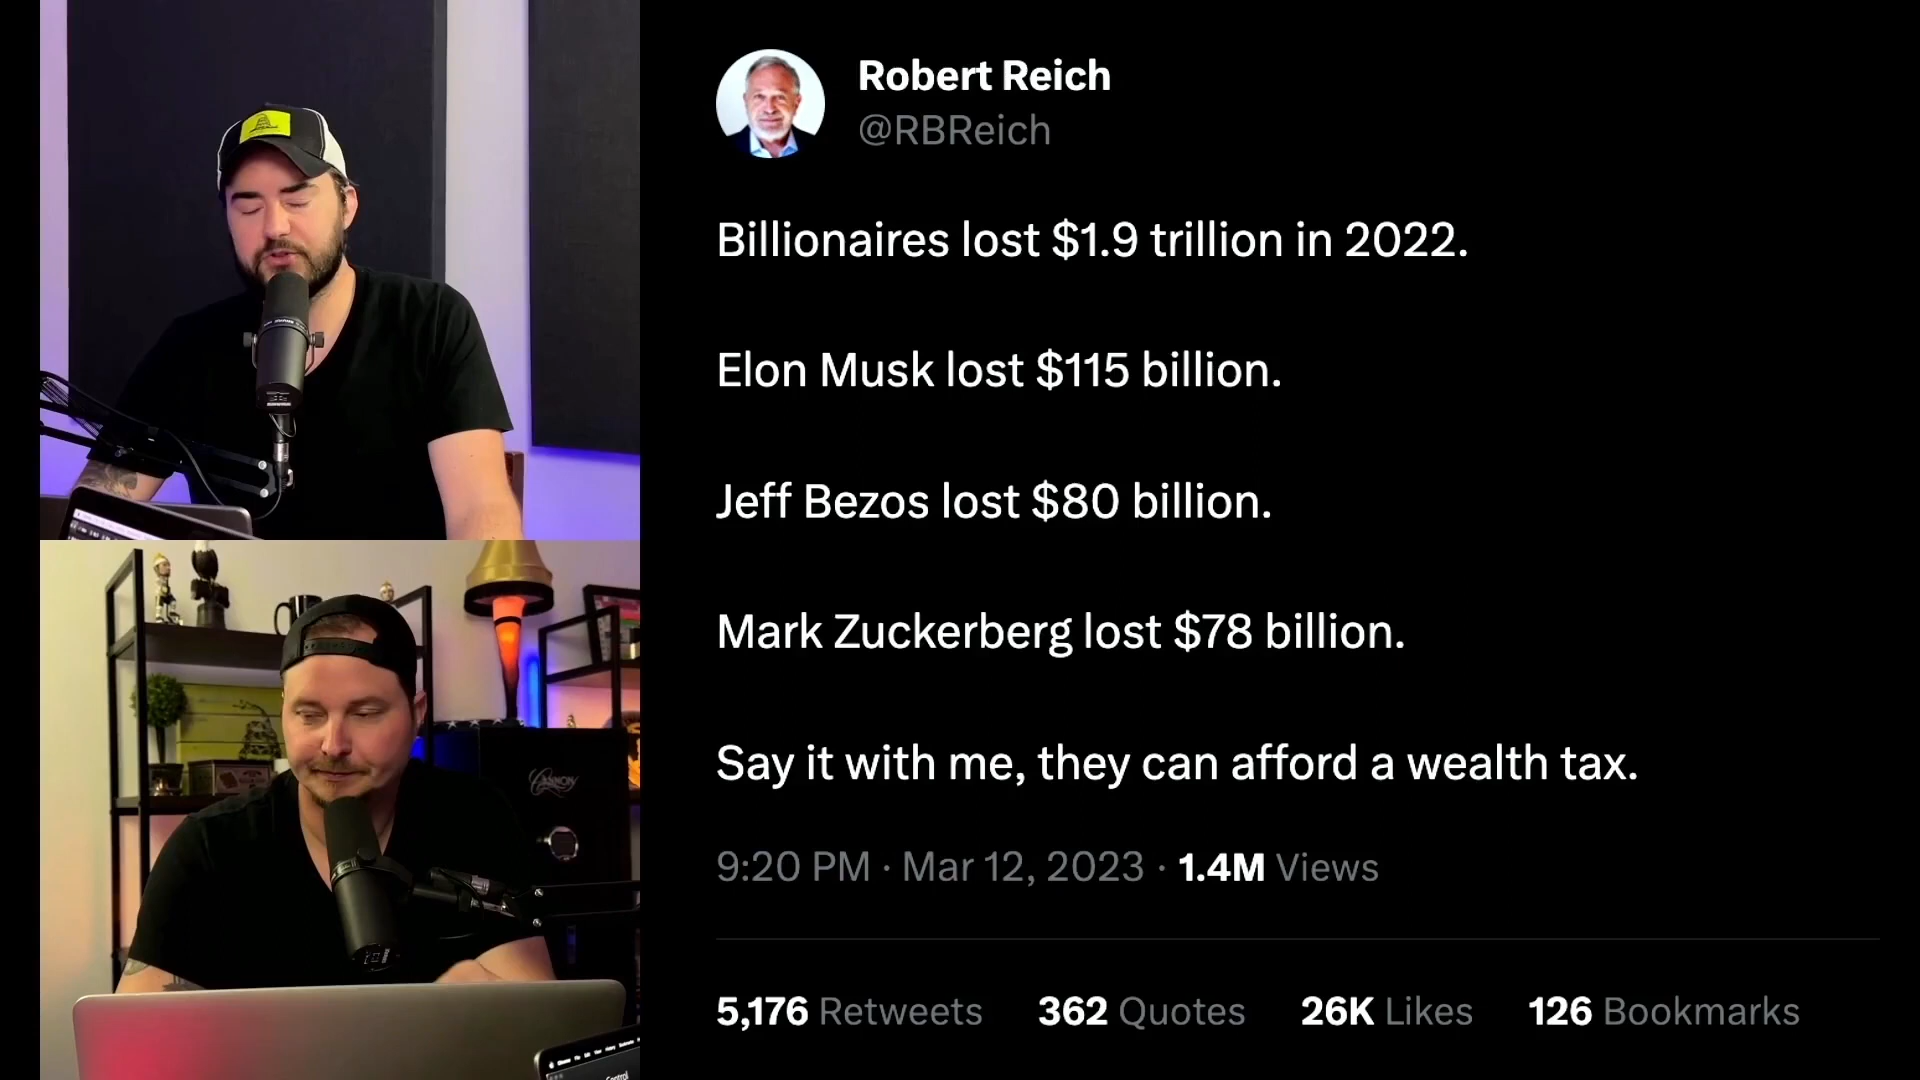 Robert Reich
@RBReich
Billionaires lost $1.9 trillion in 2022.
Elon Musk lost $115 billion.
Jeff Bezos lost $80 billion.
Mark Zuckerberg lost $78 billion.
Say it with me, they can afford a wealth tax.
9:20 PM · Mar 12, 2023 · 1.4M Views
5,176 Retweets 362 Quotes 26K Likes 126 Bookmarks
CANNON
Control